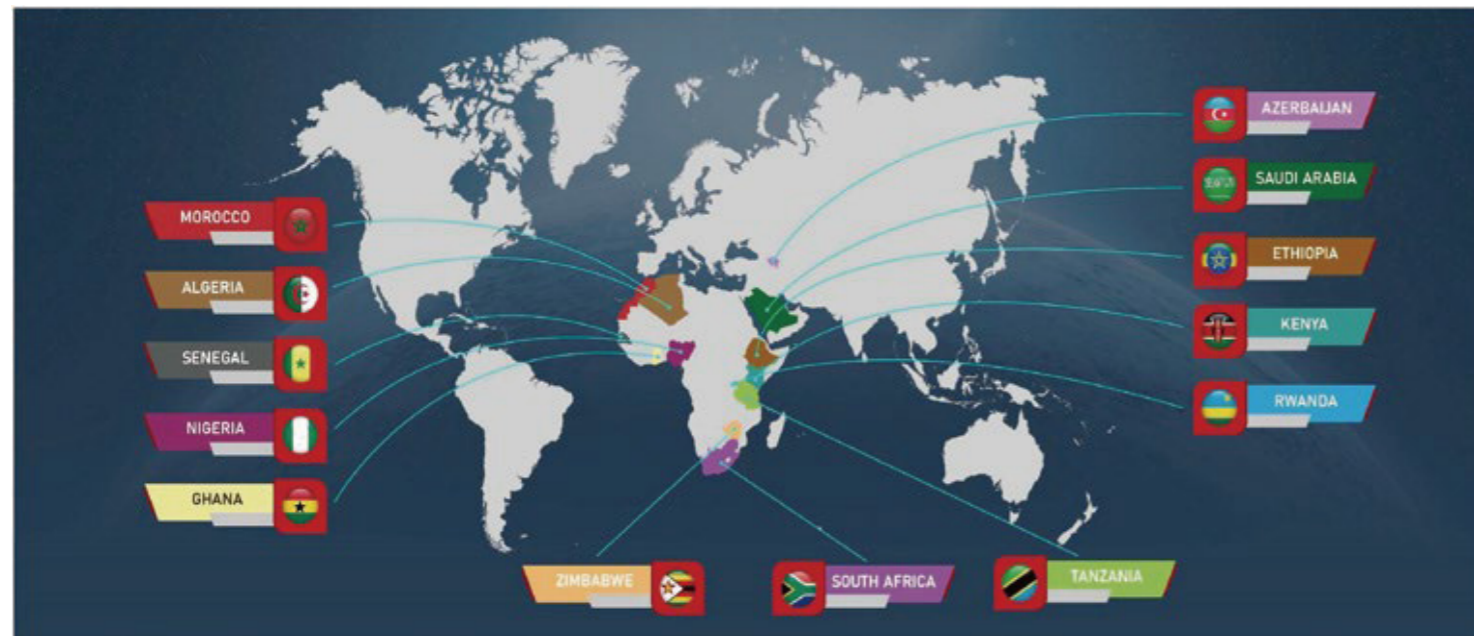 MOROCCO
ALGERIA
SENEGAL
NIGERIA
GHANA
ZIMBABWE
SOUTH AFRICA
TANZANIA
AZERBAIJAN
SAUDI ARABIA
ETHIOPIA
KENYA
RWANDA